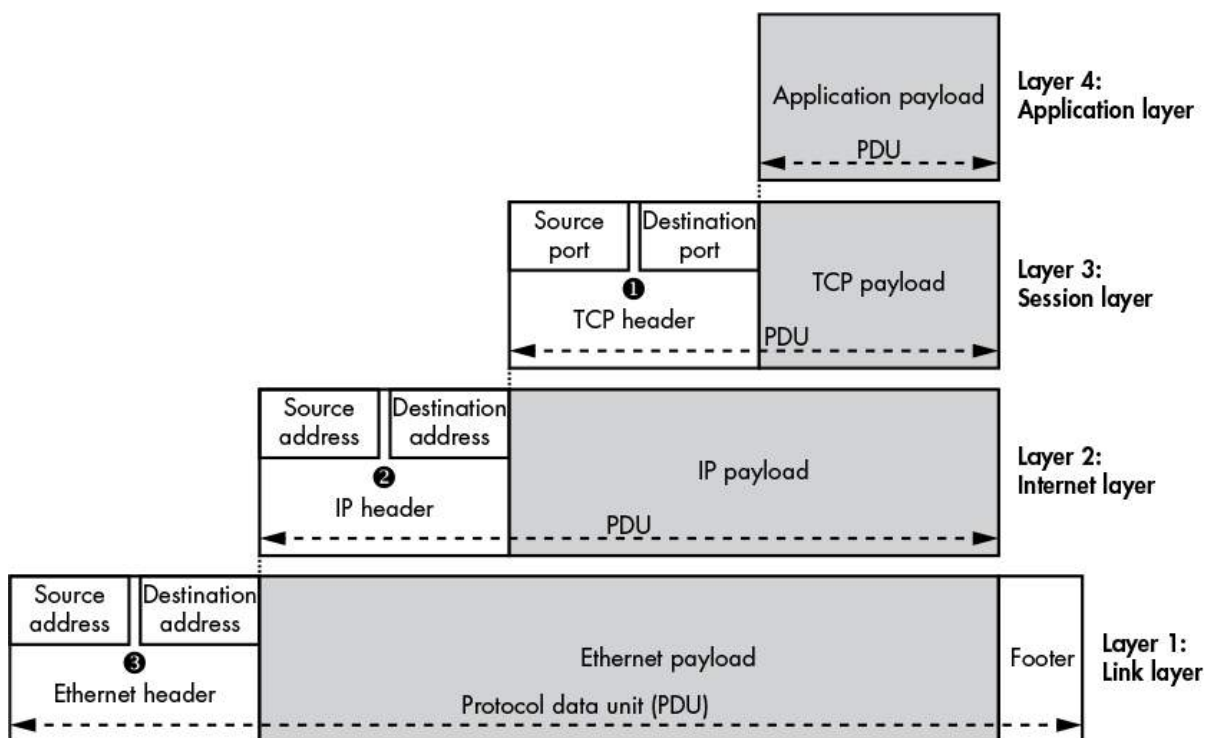 Application payload
PDU
Layer 4:
Application layer
Source
port
Destination
port
❶
TCP header
TCP payload
PDU
Layer 3:
Session layer
Source
address
Destination
address
❷
IP header
IP payload
PDU
Layer 2:
Internet layer
Source
address
Destination
address
❸
Ethernet header
Ethernet payload
Protocol data unit (PDU)
Footer
Layer 1:
Link layer